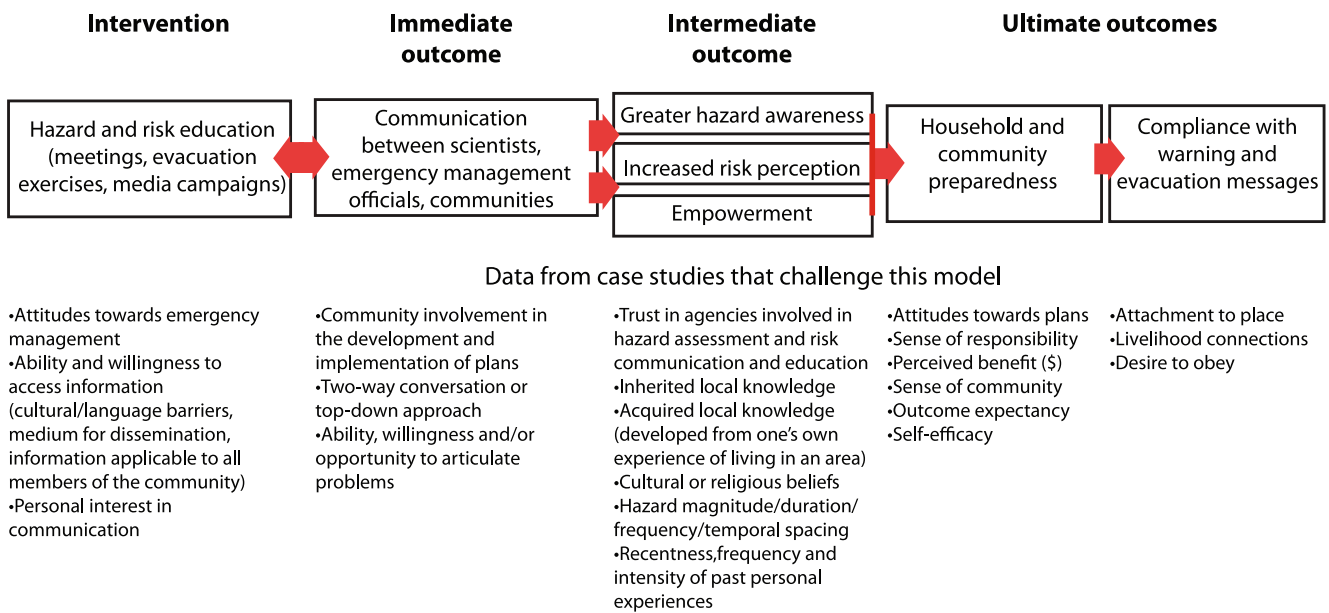 Intervention
Immediate
outcome
Intermediate
outcome
Ultimate outcomes
Hazard and risk education
(meetings, evacuation
exercises, media campaigns)
Communication
between scientists,
emergency management
officials, communities
Greater hazard awareness
Increased risk perception
Empowerment
Household and
community
preparedness
Compliance with
warning and
evacuation messages
Data from case studies that challenge this model
•Attitudes towards emergency
management
•Ability and willingness to
access information
(cultural/language barriers,
medium for dissemination,
information applicable to all
members of the community)
•Personal interest in
communication
•Community involvement in
the development and
implementation of plans
•Two-way conversation or
top-down approach
•Ability, willingness and/or
opportunity to articulate
problems
•Trust in agencies involved in
hazard assessment and risk
communication and education
•Inherited local knowledge
•Acquired local knowledge
(developed from one's own
experience of living in an area)
•Cultural or religious beliefs
•Hazard magnitude/duration/
frequency/temporal spacing
•Recentness,frequency and
intensity of past personal
experiences
•Attitudes towards plans
•Sense of responsibility
•Perceived benefit ($)
•Sense of community
•Outcome expectancy
•Self-efficacy
•Attachment to place
•Livelihood connections
•Desire to obey